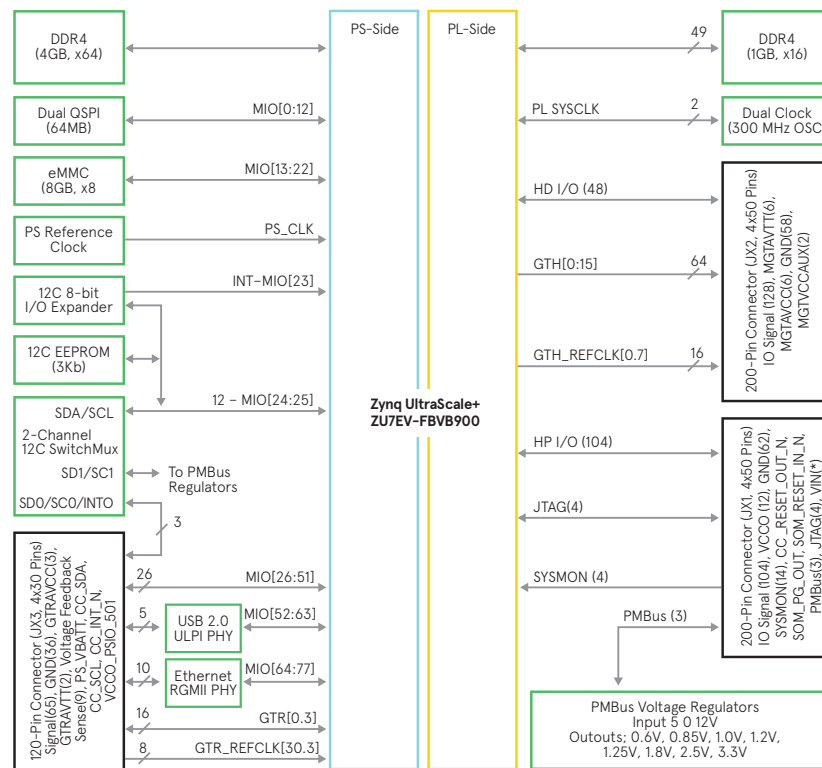 DDR4
(4GB, x64)
Dual QSPI
(64MB)
MIO[0:12]
eMMC
(8GB, x8
MIO[13:22]
PS Reference
Clock
PS_CLK
12C 8-bit
I/O Expander
INT-MIO[23]
12C EEPROM
(3Kb)
SDA/SCL
2-Channel
12C SwitchMux
SD1/SC1
SD0/SC0/INTO
12 - MIO[24:25]
To PMBus
Regulators
3
120-Pin Connector (JX3, 4x30 Pins)
Signal(65), GND(36), GTRAVCC(3),
GTRAVTT(2), Voltage Feedback
Sense(9), PS_VBATT, CC_SDA,
CC_SCL, CC_INT_N,
VCCO_PSIO_501
26
MIO[26:51]
5
USB 2.0
ULPI PHY
MIO[52:63]
10
Ethernet
RGMII PHY
MIO[64:77]
16
GTR[0.3]
8
GTR_REFCLK[30.3]
PS-Side
PL-Side
Zynq UltraScale+
ZU7EV-FBVB900
49
DDR4
(1GB, x16)
PL SYSCLK
2
Dual Clock
(300 MHz OSC
HD I/O (48)
GTH[0:15]
64
GTH_REFCLK[0.7]
16
200-Pin Connector (JX2, 4x50 Pins)
IO Signal (128), MGTAVTT(6),
MGTAVCC(6), GND(58),
MGTVCCAUX(2)
HP I/O (104)
JTAG(4)
SYSMON (4)
PMBus (3)
200-Pin Connector (JX1, 4x50 Pins)
IO Signal (104), VCCO (12), GND(62),
SYSMON(14), CC_RESET_OUT_N,
SOM_PG_OUT, SOM_RESET_IN_N,
PMBus(3), JTAG(4), VIN(*)
PMBus Voltage Regulators
Input 5 0 12V
Outouts; 0.6V, 0.85V, 1.0V, 1.2V,
1.25V, 1.8V, 2.5V, 3.3V